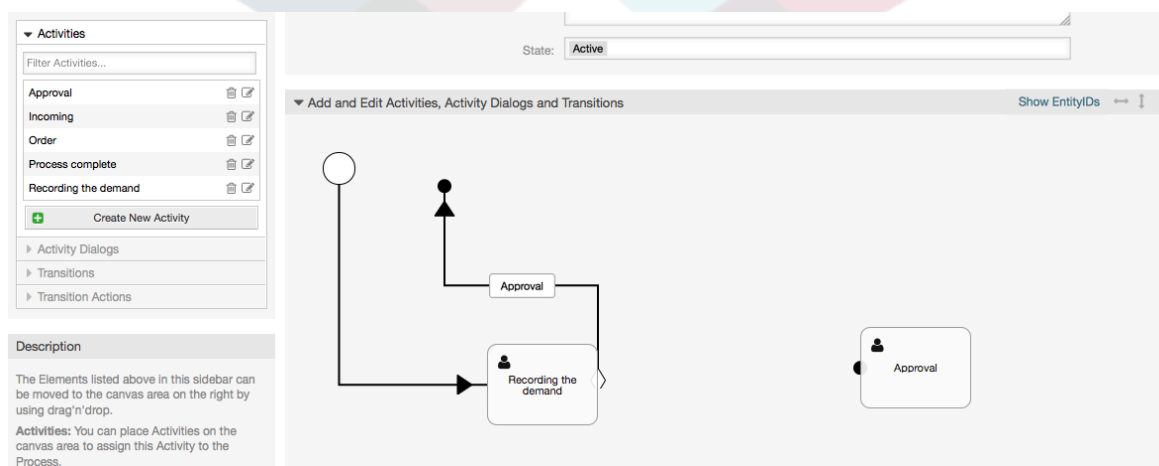 Activities
Filter Activities...
Approval
Incoming
Order
Process complete
Recording the demand
Create New Activity
Activity Dialogs
Transitions
Transition Actions
Description
The Elements listed above in this sidebar can
be moved to the canvas area on the right by
using drag'n'drop.
Activities: You can place Activities on the
canvas area to assign this Activity to the
Process.
State: Active
Add and Edit Activities, Activity Dialogs and Transitions
Show EntityIDs
Approval
Recording the
demand
Approval